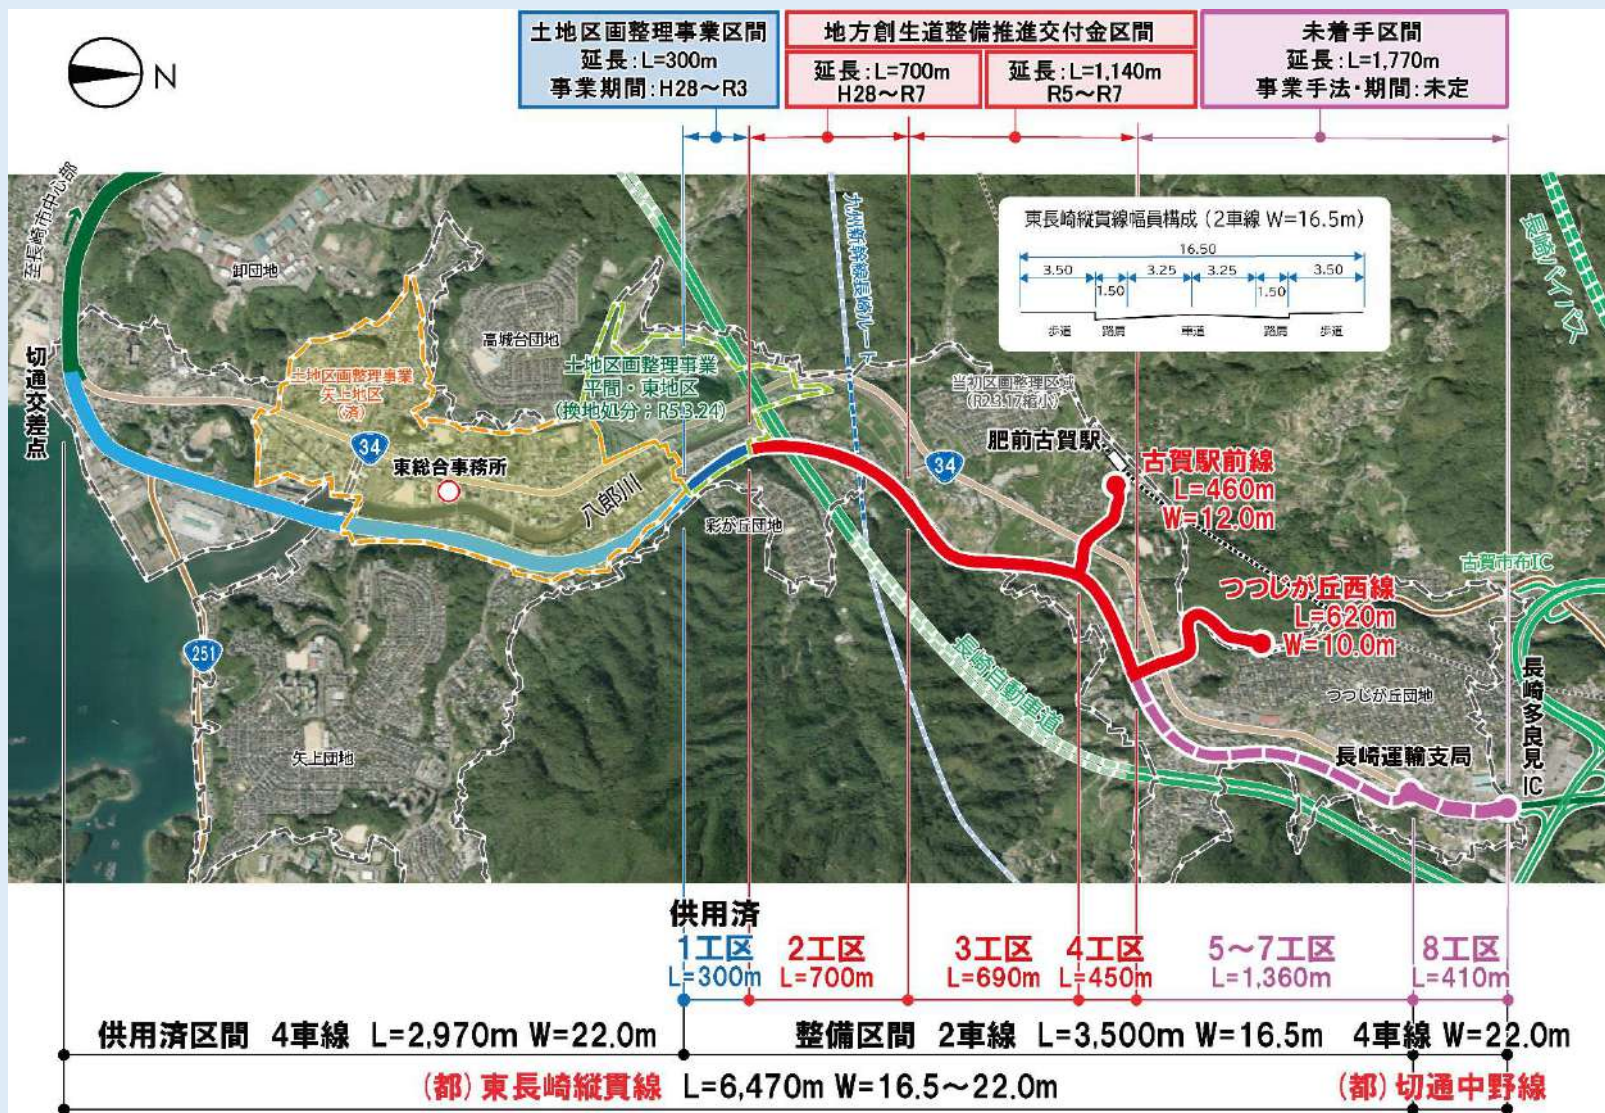 N
土地区画整理事業区間
延長：L=300m
事業期間：H28～R3
地方創生道整備推進交付金区間
延長：L=700m
H28～R7
延長：L=1,140m
R5～R7
未着手区間
延長：L=1,770m
事業手法・期間：未定
至長崎市中心部
卸団地
高城台団地
九州新幹線長崎ルート
東長崎縦貫線幅員構成（2車線 W=16.5m）
16.50
3.50
3.25
3.25
3.50
1.50
1.50
歩道
路肩
車道
路肩
歩道
長崎バイパス
切通交差点
土地区画整理事業
矢上地区
（済）
土地区画整理事業
平間・東地区
（換地処分；R5.3.24）
当初区画整理区域
（R2.3.17縮小）
34
34
肥前古賀駅
東総合事務所
八郎川
古賀駅前線
L=460m
W=12.0m
彩が丘団地
古賀市布IC
つつじが丘西線
L=620m
W=10.0m
251
長崎自動車道
つつじが丘団地
長崎多良見IC
矢上団地
長崎運輸支局
供用済
1工区
L=300m
2工区
L=700m
3工区
L=690m
4工区
L=450m
5～7工区
L=1,360m
8工区
L=410m
供用済区間 4車線 L=2,970m W=22.0m
整備区間 2車線 L=3,500m W=16.5m 4車線 W=22.0m
（都）東長崎縦貫線 L=6,470m W=16.5～22.0m
（都）切通中野線